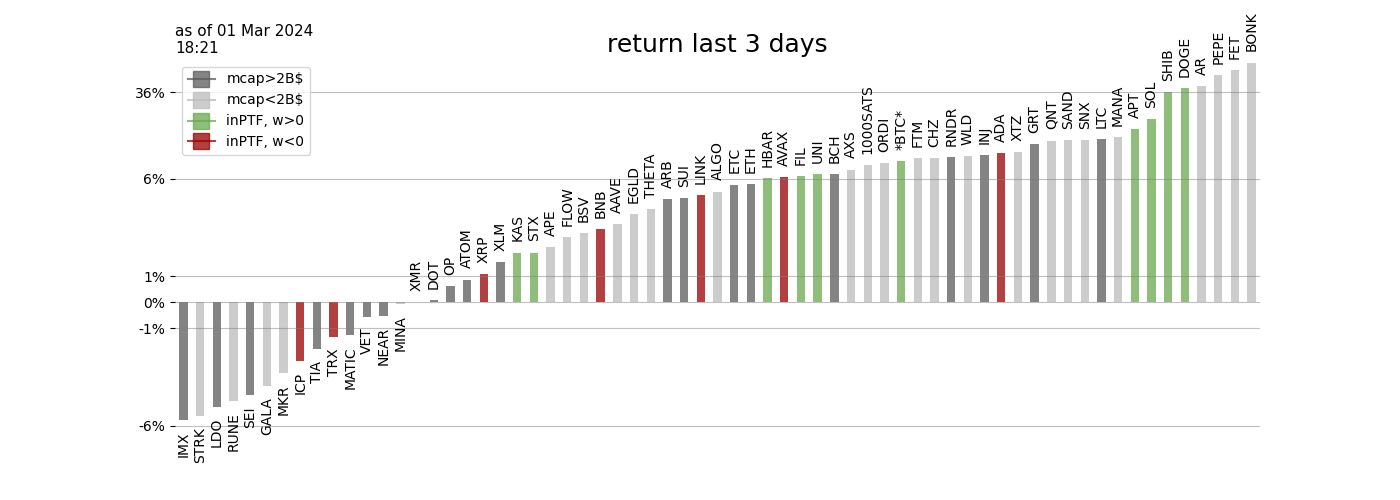 as of 01 Mar 2024
18:21
return last 3 days
mcap>2B$
mcap<2B$
inPTF, w>0
inPTF, w<0
36%
6%
1%
0%
-1%
-6%
IMX
STRK
LDO
RUNE
SEI
GALA
MKR
ICP
TIA
TRX
MATIC
VET
NEAR
MINA
XMR
DOT
OP
ATOM
XRP
XLM
KAS
STX
APE
FLOW
BSV
BNB
AAVE
EGLD
THETA
ARB
SUI
LINK
ALGO
ETC
ETH
HBAR
AVAX
FIL
UNI
BCH
AXS
1000SATS
ORDI
*BTC*
FTM
CHZ
RNDR
WLD
INJ
ADA
XTZ
GRT
QNT
SAND
SNX
LTC
MANA
APT
SOL
SHIB
DOGE
AR
PEPE
FET
BONK